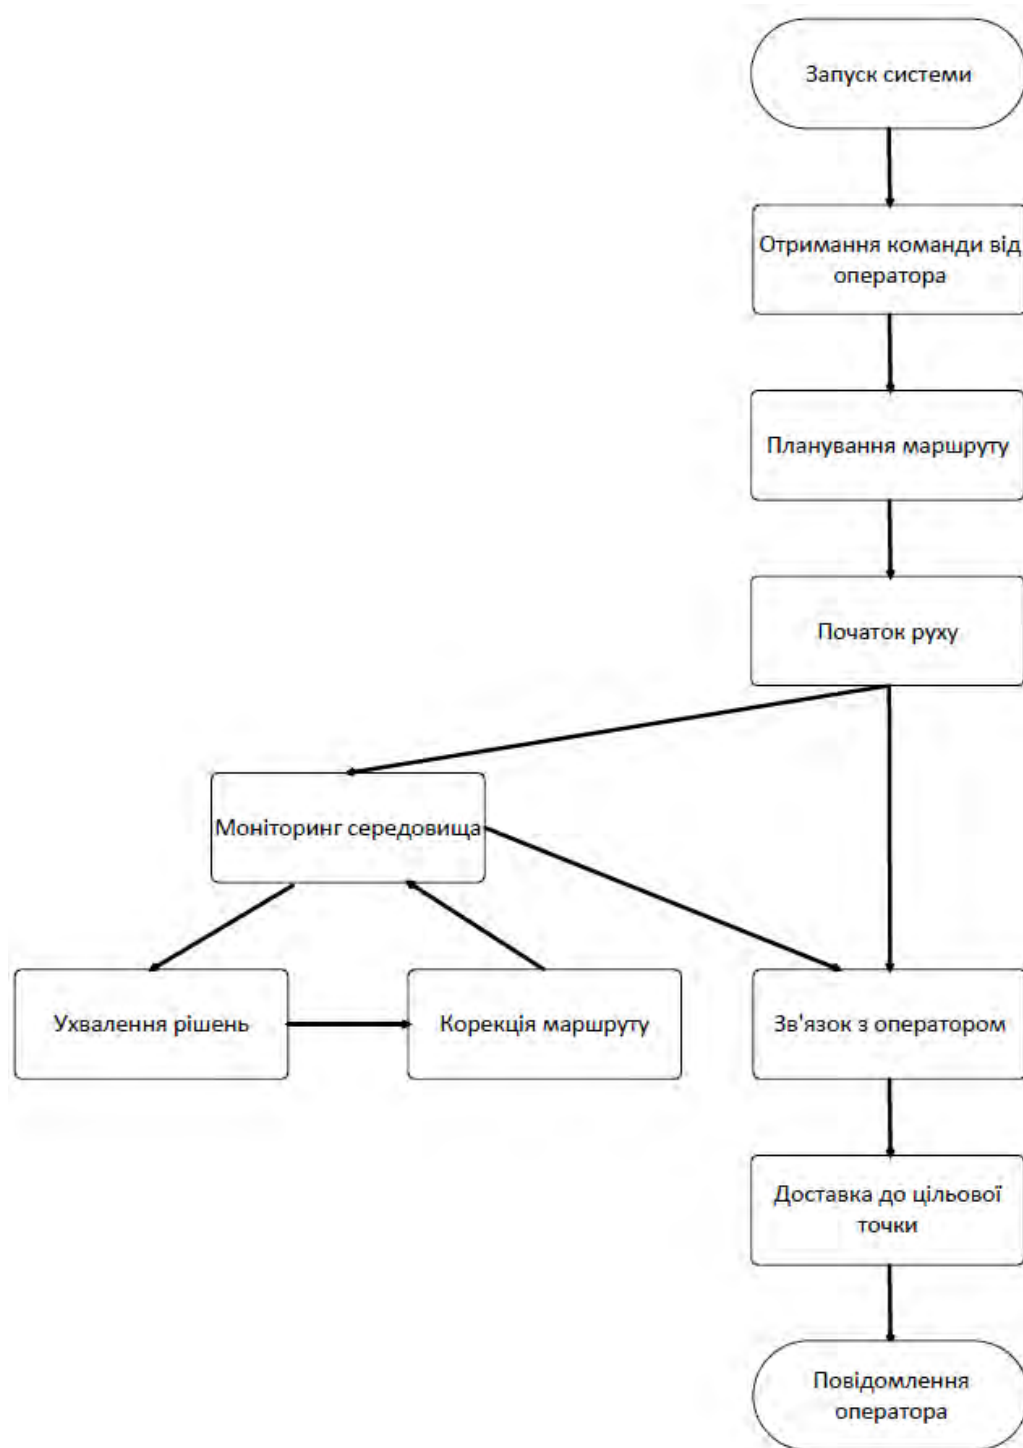 Запуск системи
Отримання команди від
оператора
Планування маршруту
Початок руху
Моніторинг середовища
Ухвалення рішень
Корекція маршруту
Зв'язок з оператором
Доставка до цільової
точки
Повідомлення
оператора